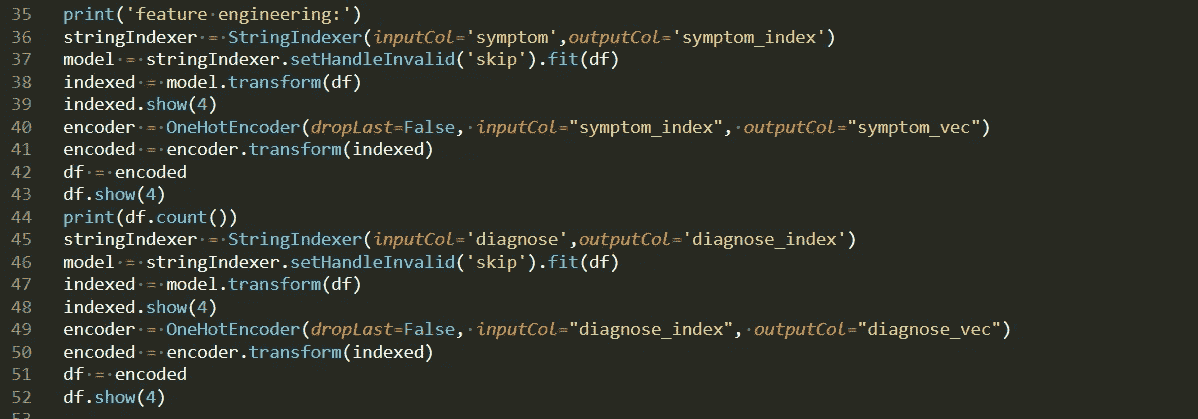 35 print('feature engineering:')
36 stringIndexer = StringIndexer(inputCol='symptom',outputCol='symptom_index')
37 model = stringIndexer.setHandleInvalid('skip').fit(df)
38 indexed = model.transform(df)
39 indexed.show(4)
40 encoder = OneHotEncoder(dropLast=False, inputCol="symptom_index", outputCol="symptom_vec")
41 encoded = encoder.transform(indexed)
42 df = encoded
43 df.show(4)
44 print(df.count())
45 stringIndexer = StringIndexer(inputCol='diagnose',outputCol='diagnose_index')
46 model = stringIndexer.setHandleInvalid('skip').fit(df)
47 indexed = model.transform(df)
48 indexed.show(4)
49 encoder = OneHotEncoder(dropLast=False, inputCol="diagnose_index", outputCol="diagnose_vec")
50 encoded = encoder.transform(indexed)
51 df = encoded
52 df.show(4)